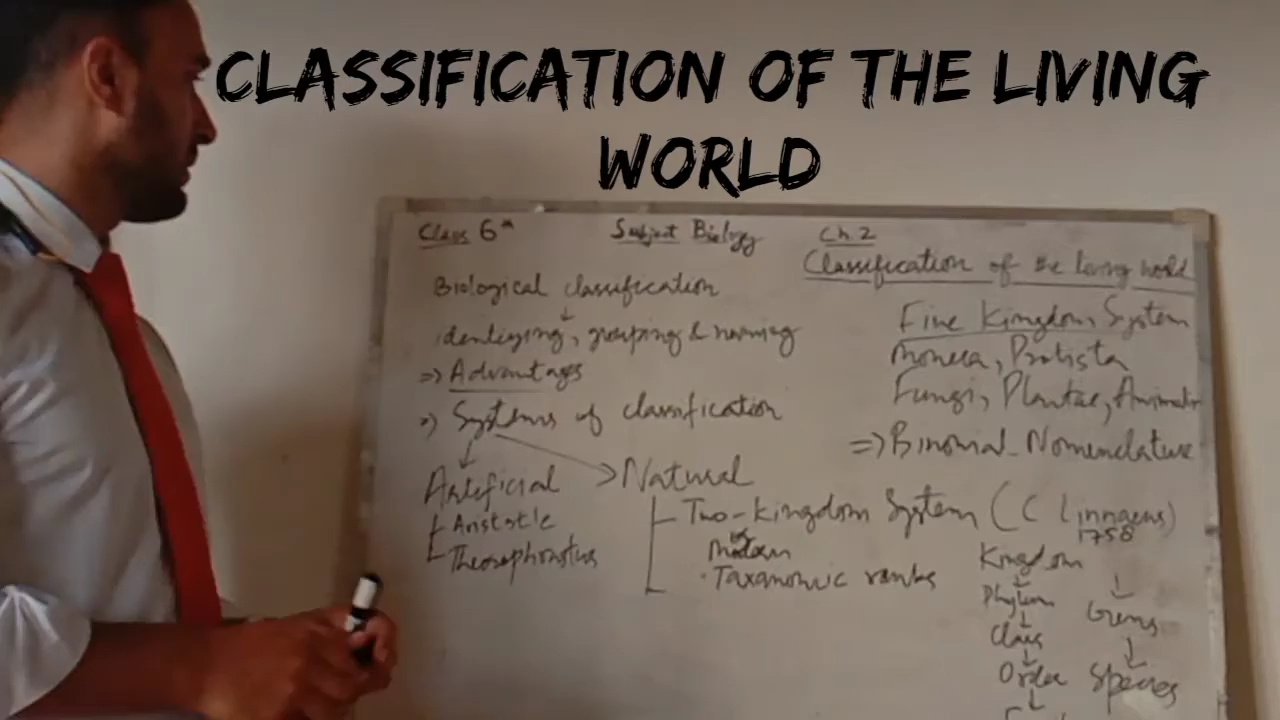 CLASSIFICATION OF THE LIVING
WORLD
Class 6th Subject Biology Ch. 2
Classification of the living world
Biological classification
↓
identifying, grouping & naming
=> Advantages
=> Systems of classification
Artificial
Aristotle
Natural
Two-kingdom System (C Linnaeus)
1758
Modern
Taxanomic ranks
Five Kingdom System
Monera, Protista
Fungi, Plantae, Animalia
=> Binomial Nomenclature
Kingdom
↓
Phylum
↓
Class
↓
Order
↓
Genus
↓
Species